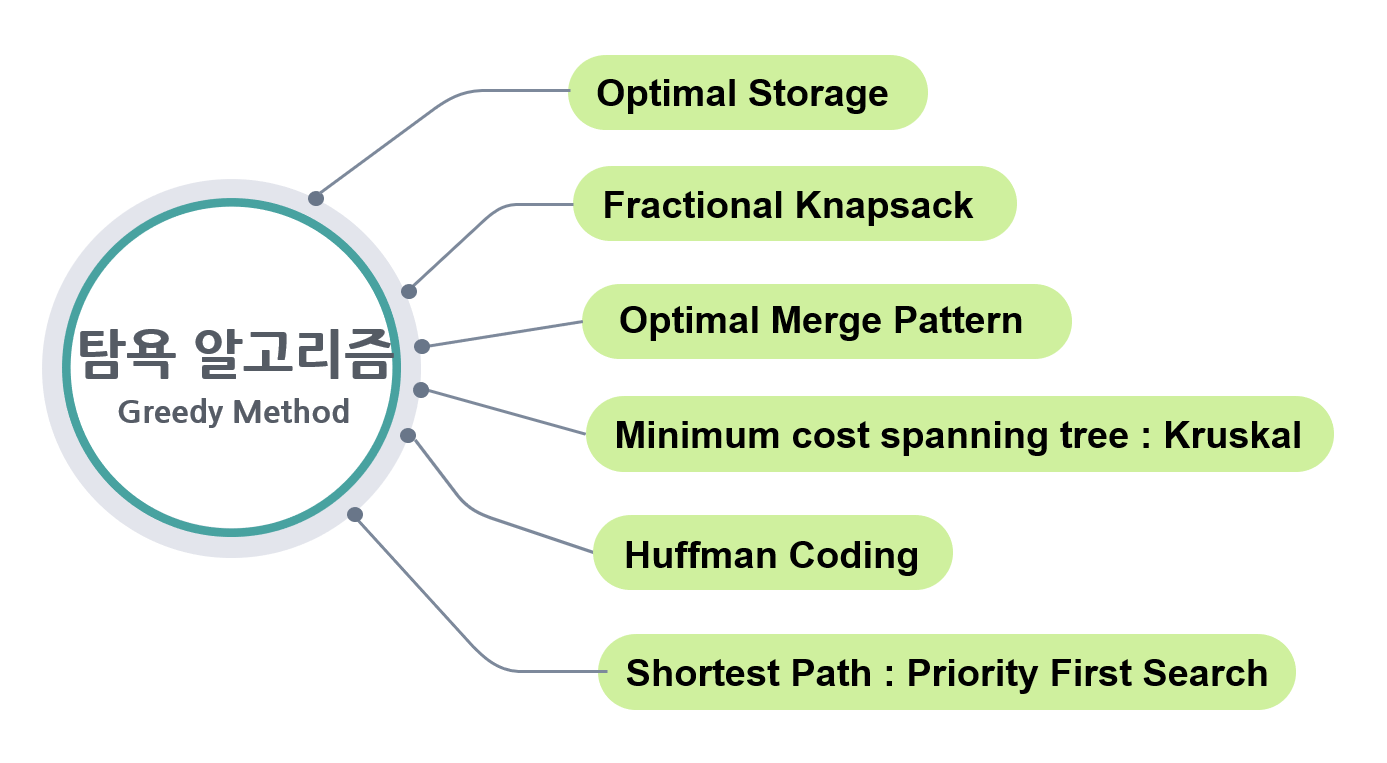 Optimal Storage
Fractional Knapsack
Optimal Merge Pattern
탐욕 알고리즘
Greedy Method
Minimum cost spanning tree : Kruskal
Huffman Coding
Shortest Path : Priority First Search